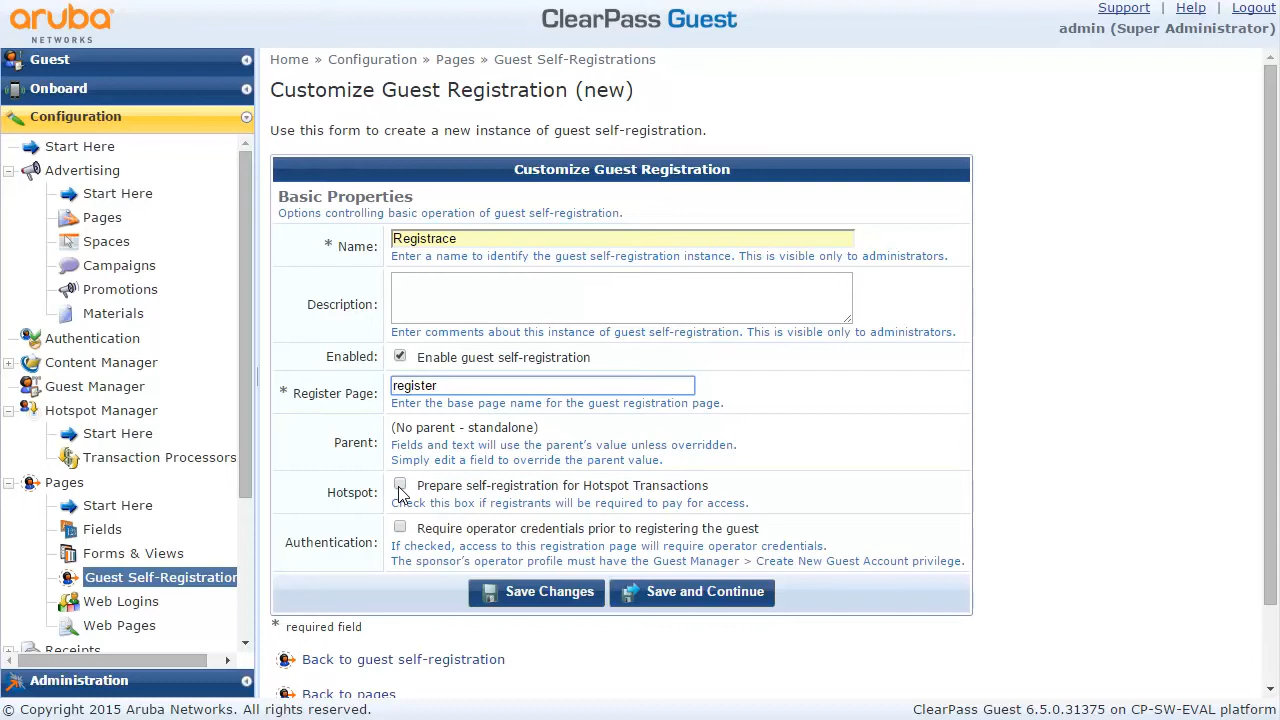 aruba
NETWORKS
ClearPass Guest
Support | Help | Logout
admin (Super Administrator)
Guest
Onboard
Configuration
Start Here
Advertising
Start Here
Pages
Spaces
Campaigns
Promotions
Materials
Authentication
Content Manager
Guest Manager
Hotspot Manager
Start Here
Transaction Processors
Pages
Start Here
Fields
Forms & Views
Guest Self-Registration
Web Logins
Web Pages
Receipts
Administration
Home » Configuration » Pages » Guest Self-Registrations
Customize Guest Registration (new)
Use this form to create a new instance of guest self-registration.
Customize Guest Registration
Basic Properties
Options controlling basic operation of guest self-registration.
* Name: Registrace
Enter a name to identify the guest self-registration instance. This is visible only to administrators.
Description:
Enter comments about this instance of guest self-registration. This is visible only to administrators.
Enabled: Enable guest self-registration
* Register Page: register
Enter the base page name for the guest registration page.
Parent: (No parent - standalone)
Fields and text will use the parent's value unless overridden.
Simply edit a field to override the parent value.
Hotspot: Prepare self-registration for Hotspot Transactions
Check this box if registrants will be required to pay for access.
Authentication: Require operator credentials prior to registering the guest
If checked, access to this registration page will require operator credentials.
The sponsor's operator profile must have the Guest Manager > Create New Guest Account privilege.
Save Changes Save and Continue
* required field
Back to guest self-registration
Back to pages
© Copyright 2015 Aruba Networks. All rights reserved.
ClearPass Guest 6.5.0.31375 on CP-SW-EVAL platform